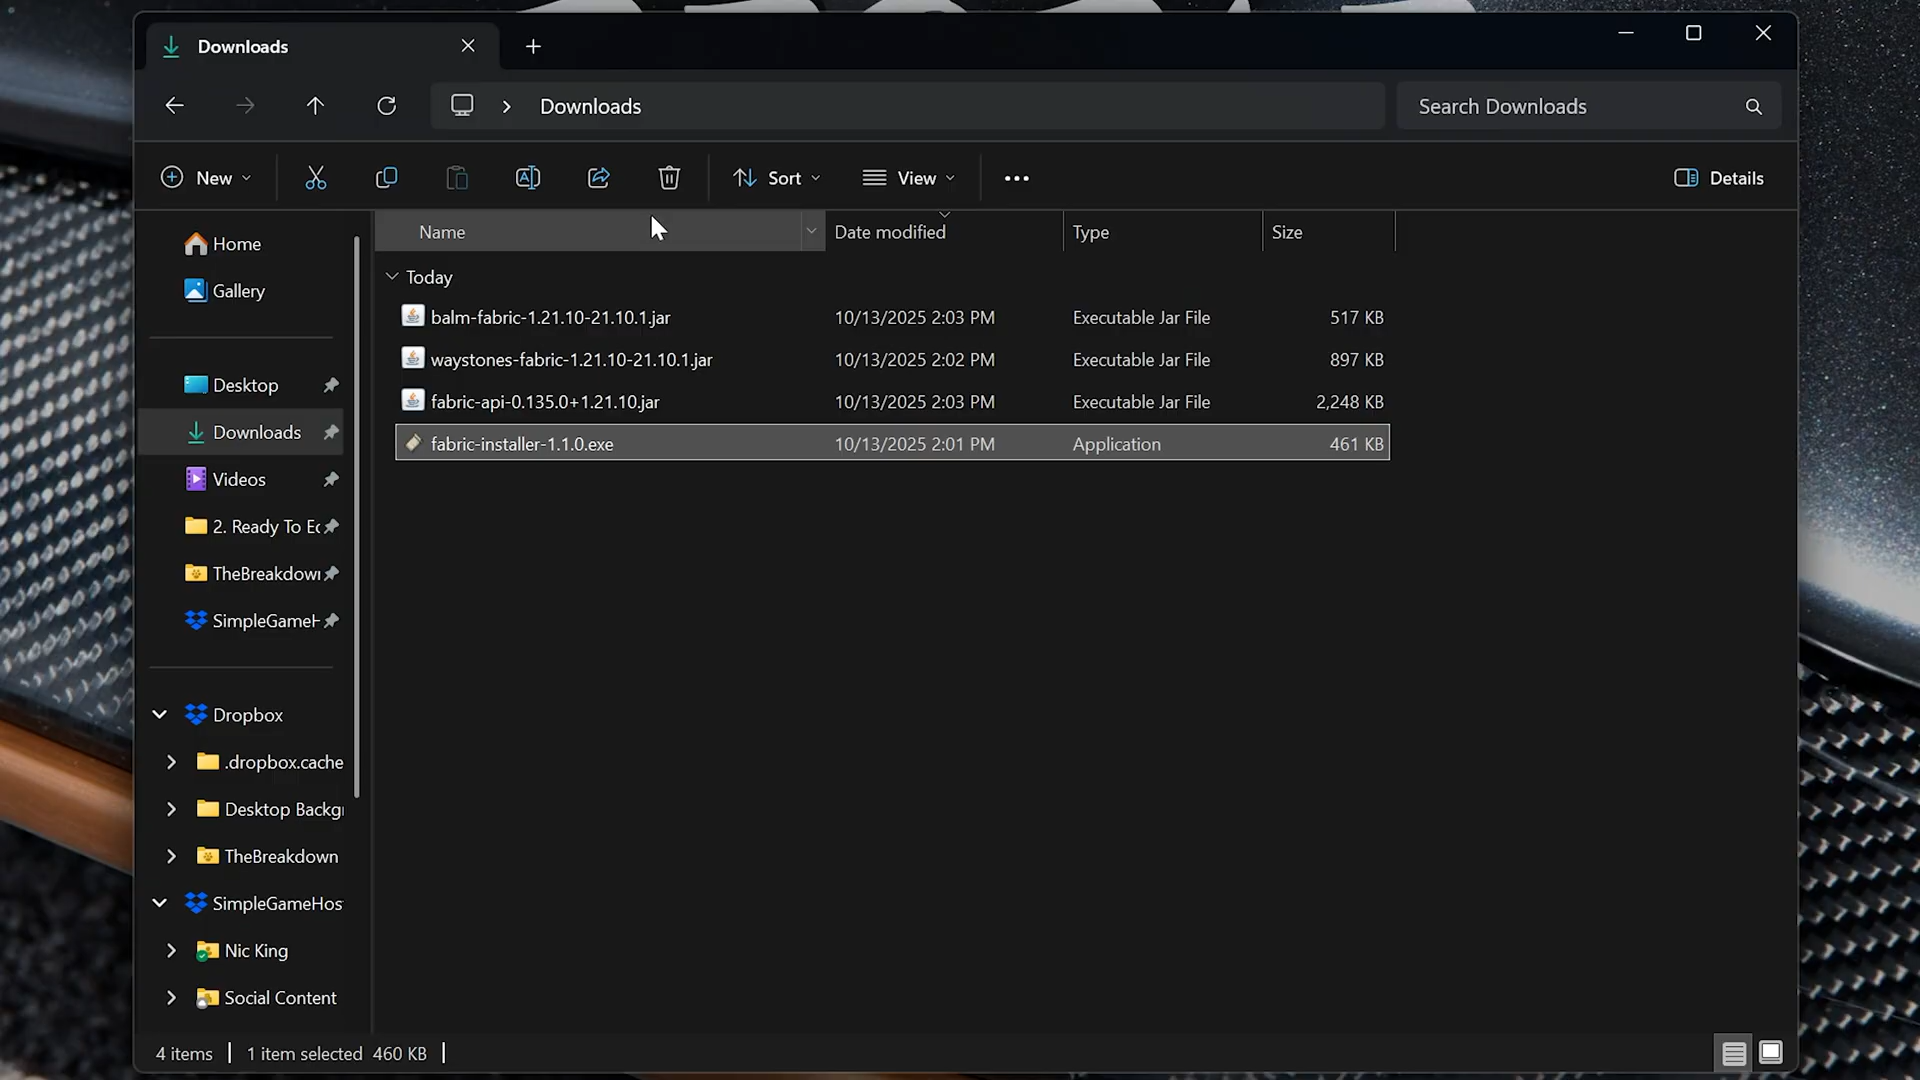 Downloads
Downloads
Search Downloads
New
Sort
View
Details
Name
Date modified
Type
Size
Home
Gallery
Desktop
Downloads
Videos
2. Ready To Ec
TheBreakdow
SimpleGameH
Dropbox
.dropbox.cache
Desktop Backg
TheBreakdown
SimpleGameHos
Nic King
Social Content
Today
balm-fabric-1.21.10-21.10.1.jar 10/13/2025 2:03 PM Executable Jar File 517 KB
waystones-fabric-1.21.10-21.10.1.jar 10/13/2025 2:02 PM Executable Jar File 897 KB
fabric-api-0.135.0+1.21.10.jar 10/13/2025 2:03 PM Executable Jar File 2,248 KB
fabric-installer-1.1.0.exe 10/13/2025 2:01 PM Application 461 KB
4 items 1 item selected 460 KB